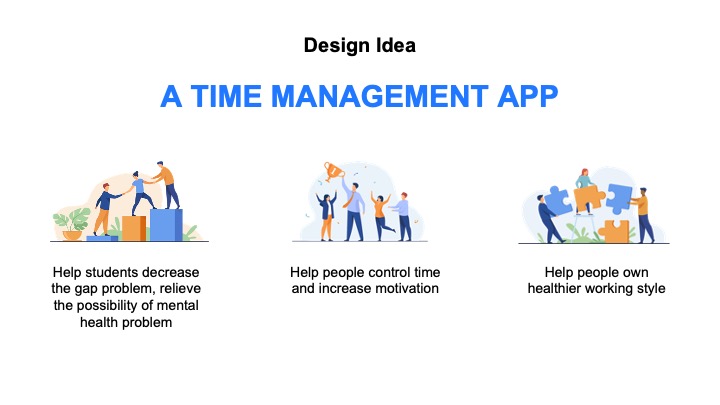 Design Idea
A TIME MANAGEMENT APP
Help students decrease
the gap problem, relieve
the possibility of mental
health problem
Help people control time
and increase motivation
Help people own
healthier working style